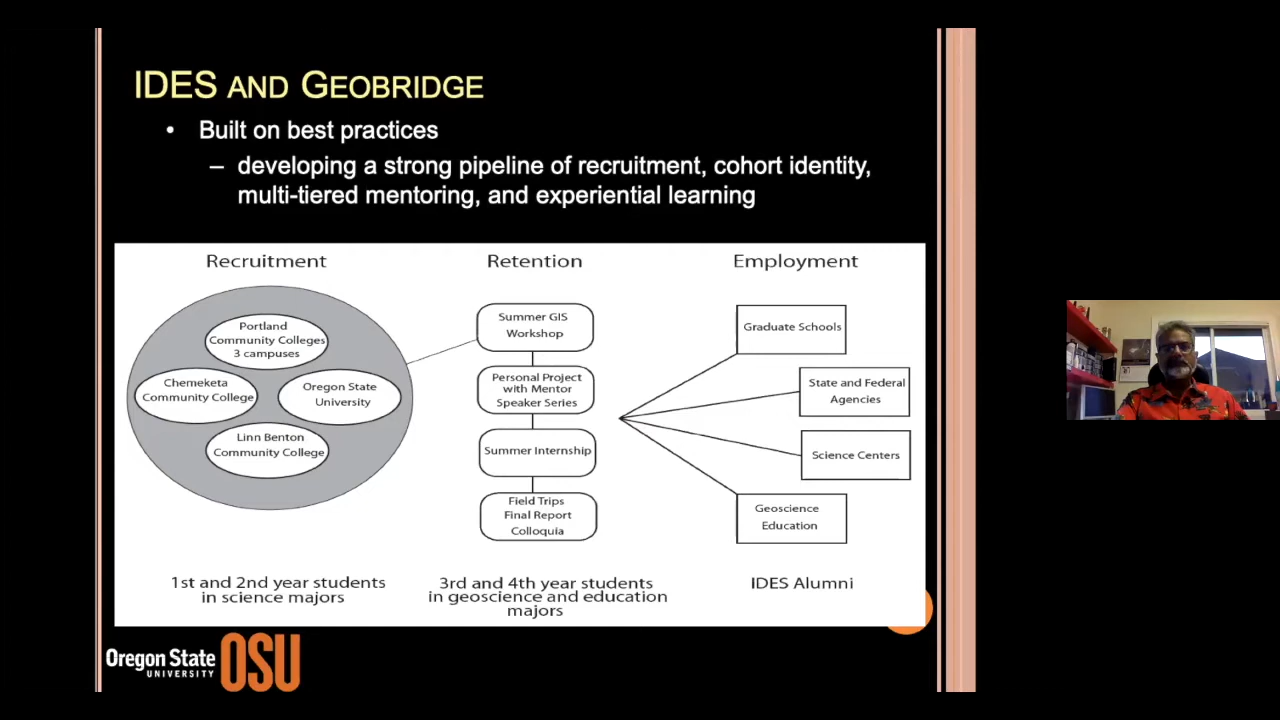 IDES AND GEOBRIDGE
• Built on best practices
– developing a strong pipeline of recruitment, cohort identity,
multi-tiered mentoring, and experiential learning
Recruitment
Portland
Community Colleges
3 campuses
Chemeketa
Community College
Oregon State
University
Linn Benton
Community College
1st and 2nd year students
in science majors
Retention
Summer GIS
Workshop
Personal Project
with Mentor
Speaker Series
Summer Internship
Field Trips
Final Report
Colloquia
3rd and 4th year students
in geoscience and education
majors
Employment
Graduate Schools
State and Federal
Agencies
Science Centers
Geoscience
Education
IDES Alumni
Oregon State
UNIVERSITY
OSU